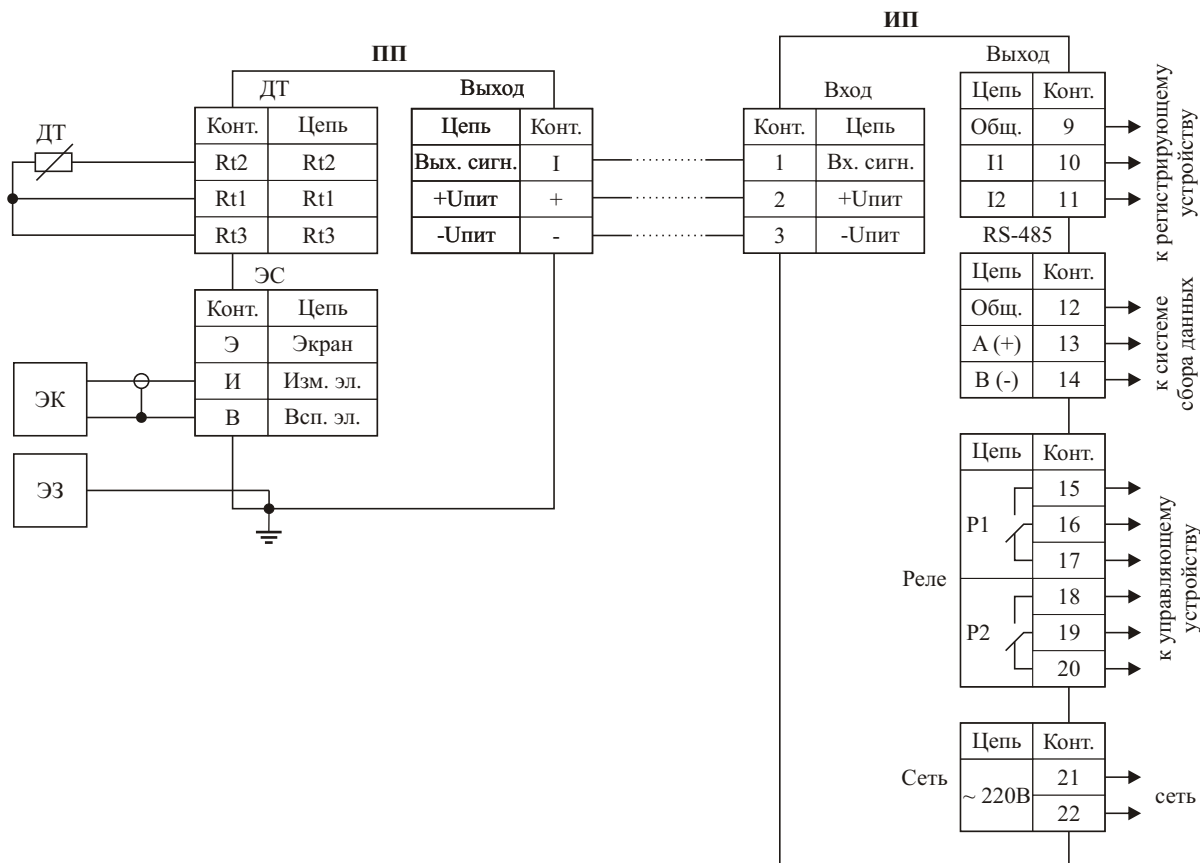 ИП
ПП
Выход
ДТ
Выход
Вход
Цепь Конт.
Общ. 9
I1 10
I2 11
к регистрирующему
устройству
ДТ
Конт. Цепь
Rt2 Rt2
Rt1 Rt1
Rt3 Rt3
Цепь Конт.
Вых. сигн. I
+Uпит +
-Uпит -
Конт. Цепь
1 Вх. сигн.
2 +Uпит
3 -Uпит
RS-485
Цепь Конт.
Общ. 12
A (+) 13
B (-) 14
к системе
сбора данных
ЭС
Конт. Цепь
Э Экран
И Изм. эл.
В Всп. эл.
ЭК
ЭЗ
Реле
Цепь Конт.
P1
15
16
17
P2
18
19
20
к управляющему
устройству
Сеть
Цепь Конт.
~ 220В
21
22
сеть